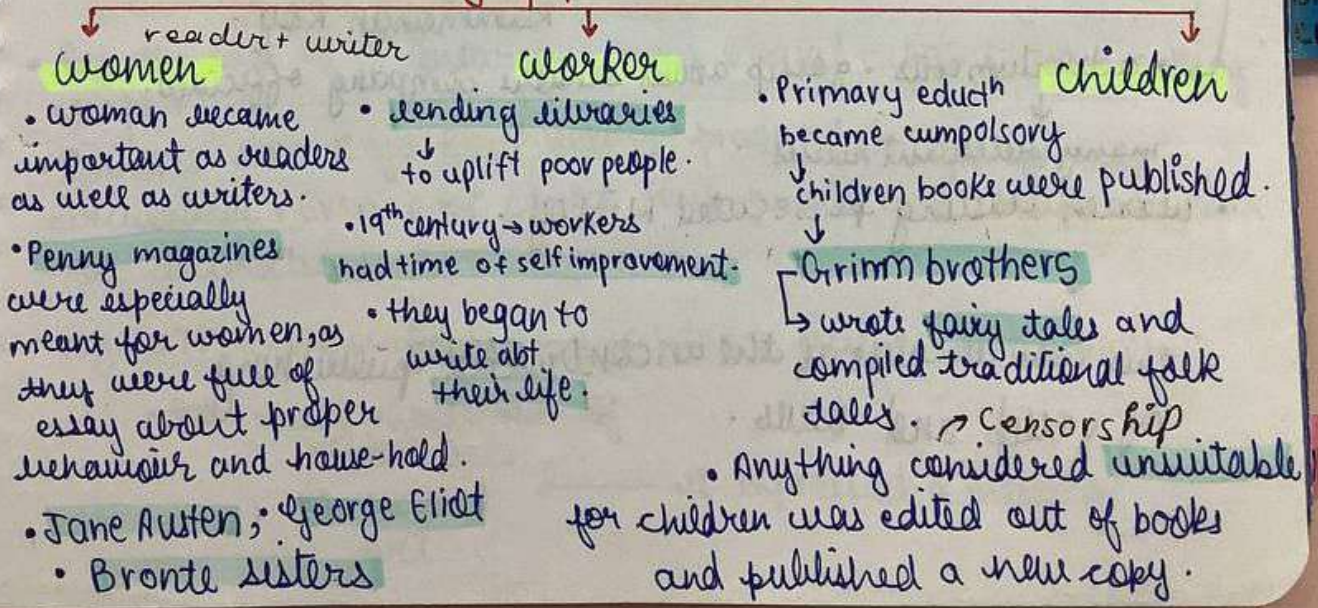 reader + writer
women
• woman became
important as readers
as well as writers.
• Penny magazines
were especially
meant for women, as
they were full of
essay about proper
behaviour and house-hold.
• Jane Austen, • George Eliot
• Bronte sisters
worker
• lending libraries
↓
to uplift poor people.
• 19th century → workers
had time of self improvement.
• they began to
write abt
their life.
children
• Primary educn
became cumpolsory
↓
children books were published.
↓
Grimm brothers
↳ wrote fairy tales and
compiled traditional folk
tales. ↗ Censorship
• Anything considered unsuitable
for children was edited out of books
and published a new copy.